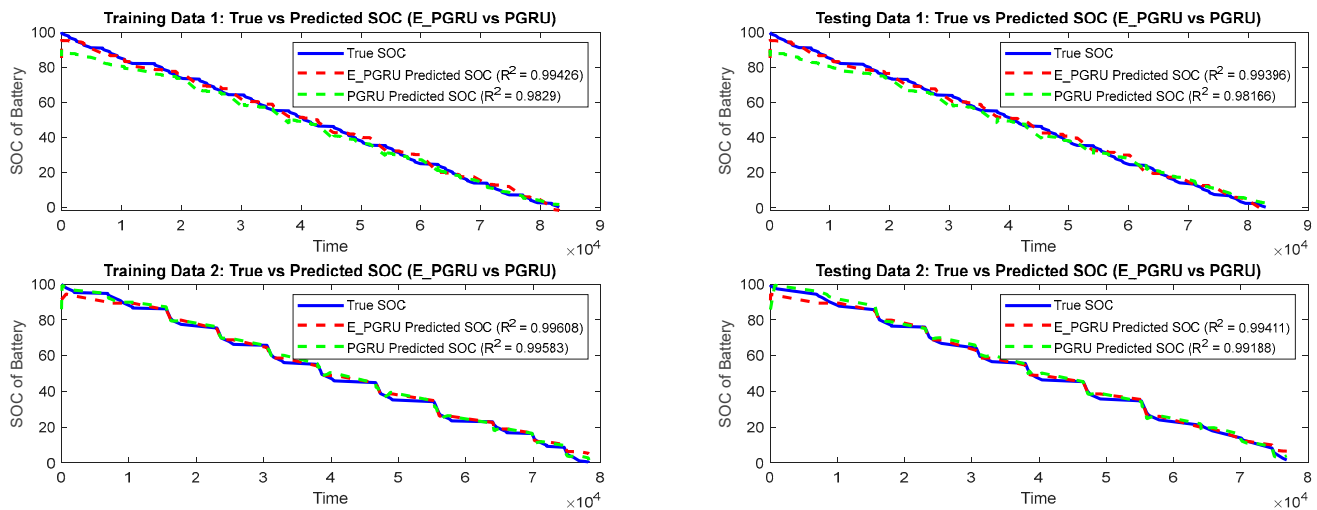 Training Data 1: True vs Predicted SOC (E_PGRU vs PGRU)
SOC of Battery
100
80
60
40
20
0
True SOC
E_PGRU Predicted SOC (R² = 0.99426)
PGRU Predicted SOC (R² = 0.9829)
0 1 2 3 4 5 6 7 8 9
Time
×10⁴
Testing Data 1: True vs Predicted SOC (E_PGRU vs PGRU)
SOC of Battery
100
80
60
40
20
0
True SOC
E_PGRU Predicted SOC (R² = 0.99396)
PGRU Predicted SOC (R² = 0.98166)
0 1 2 3 4 5 6 7 8 9
Time
×10⁴
Training Data 2: True vs Predicted SOC (E_PGRU vs PGRU)
SOC of Battery
100
80
60
40
20
0
True SOC
E_PGRU Predicted SOC (R² = 0.99608)
PGRU Predicted SOC (R² = 0.99583)
0 1 2 3 4 5 6 7 8
Time
×10⁴
Testing Data 2: True vs Predicted SOC (E_PGRU vs PGRU)
SOC of Battery
100
80
60
40
20
0
True SOC
E_PGRU Predicted SOC (R² = 0.99411)
PGRU Predicted SOC (R² = 0.99188)
0 1 2 3 4 5 6 7 8
Time
×10⁴